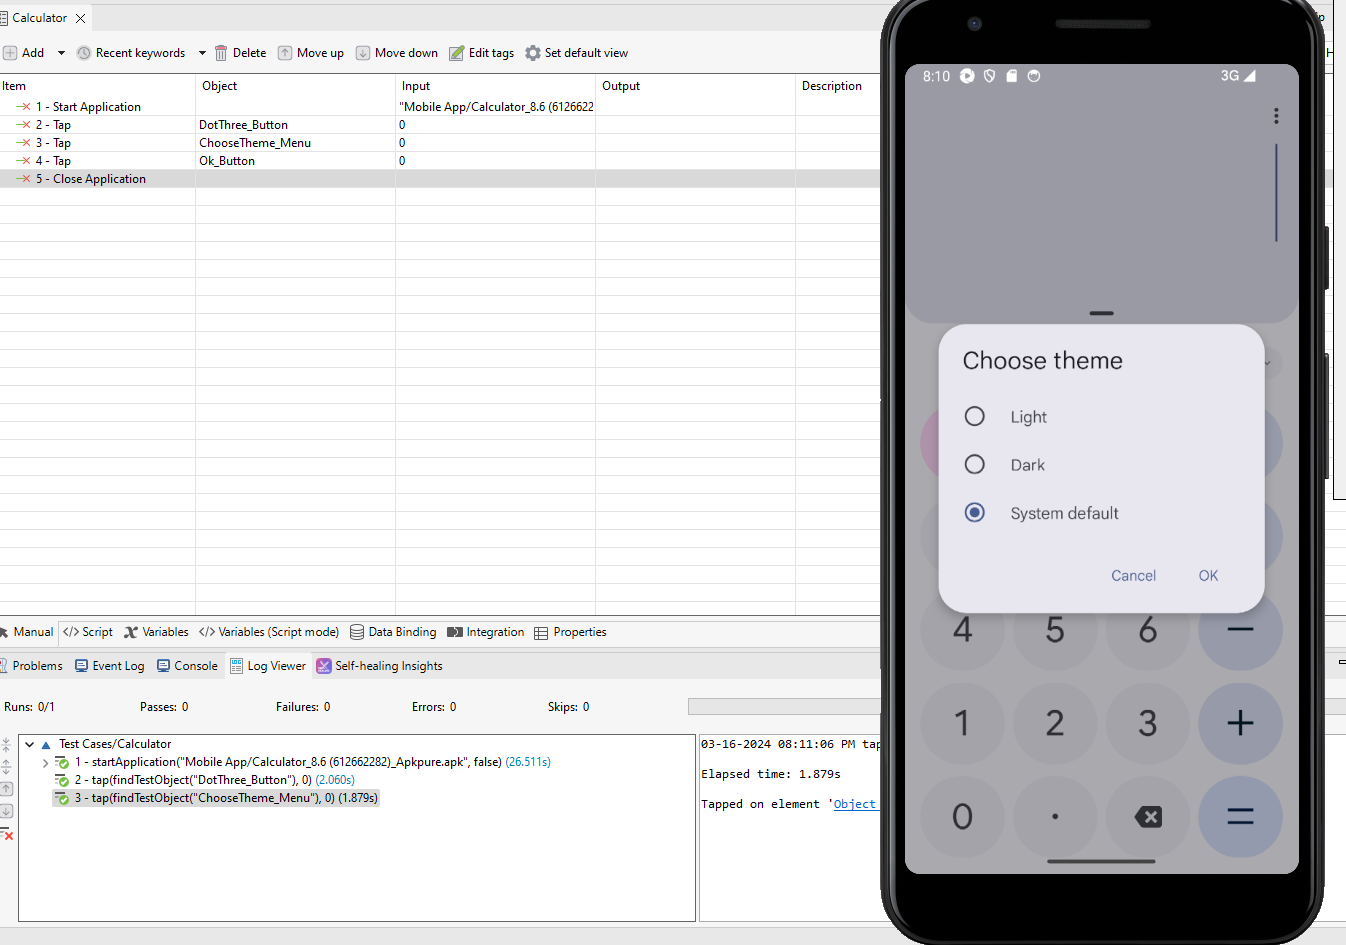 Calculator
Add Recent keywords Delete Move up Move down Edit tags Set default view
Item Object Input Output Description
1 - Start Application "Mobile App/Calculator_8.6 (6126622
2 - Tap DotThree_Button 0
3 - Tap ChooseTheme_Menu 0
4 - Tap Ok_Button 0
5 - Close Application
Manual </> Script Variables </> Variables (Script mode) Data Binding Integration Properties
Problems Event Log Console Log Viewer Self-healing Insights
Runs: 0/1 Passes: 0 Failures: 0 Errors: 0 Skips: 0
Test Cases/Calculator
1 - startApplication("Mobile App/Calculator_8.6 (612662282)_Apkpure.apk", false) (26.511s)
2 - tap(findTestObject("DotThree_Button"), 0) (2.060s)
3 - tap(findTestObject("ChooseTheme_Menu"), 0) (1.879s)
03-16-2024 08:11:06 PM tap
Elapsed time: 1.879s
Tapped on element 'Object
8:10 3G
Choose theme
Light
Dark
System default
Cancel OK
4 5 6 −
1 2 3 +
0 . =